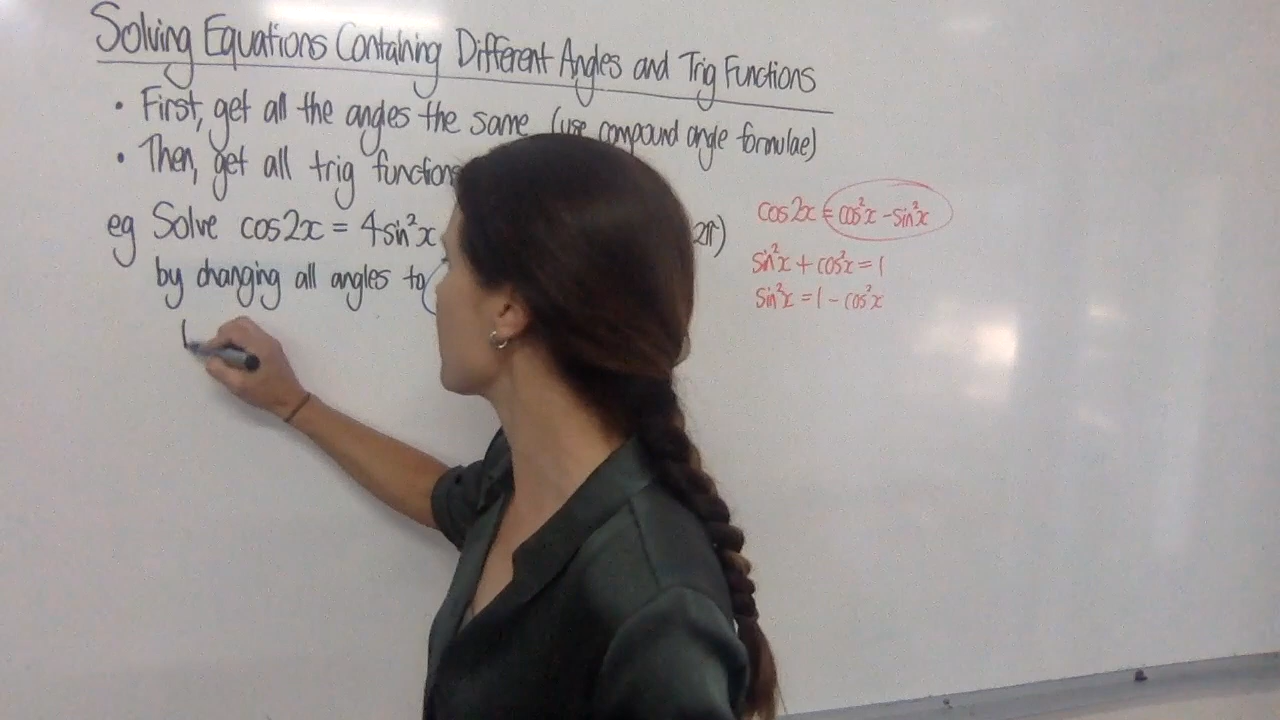 Solving Equations Containing Different Angles and Trig Functions
• First, get all the angles the same (use compound angle formulae)
• Then, get all trig functions
eg Solve cos2x = 4sin²x 2π)
by changing all angles to
cos2x = cos²x - sin²x
sin²x + cos²x = 1
sin²x = 1 - cos²x